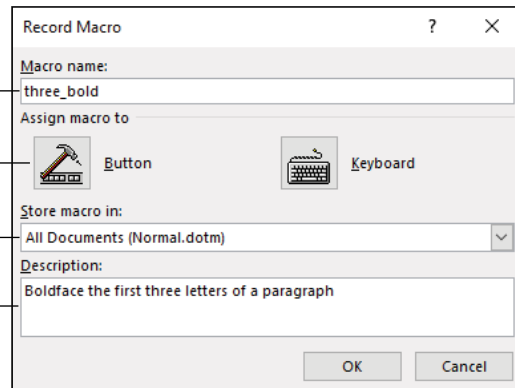 Record Macro ?
Macro name:
three_bold
Assign macro to
Button Keyboard
Store macro in:
All Documents (Normal.dotm)
Description:
Boldface the first three letters of a paragraph
OK Cancel